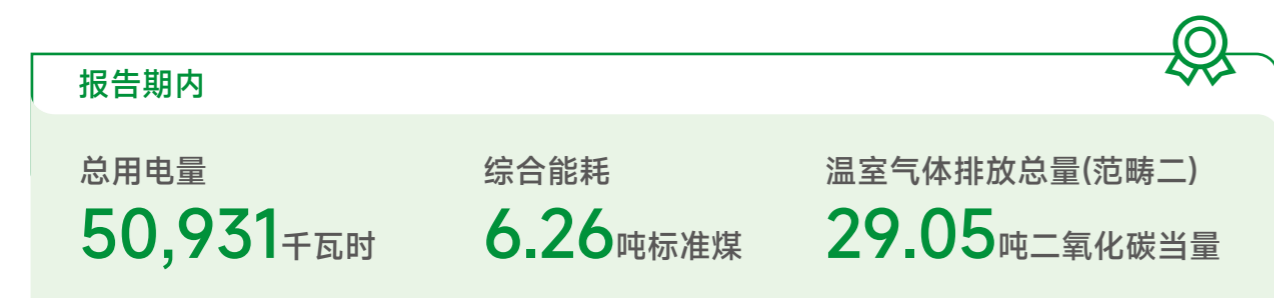 报告期内
总用电量 综合能耗 温室气体排放总量(范畴二)
50,931千瓦时 6.26吨标准煤 29.05吨二氧化碳当量